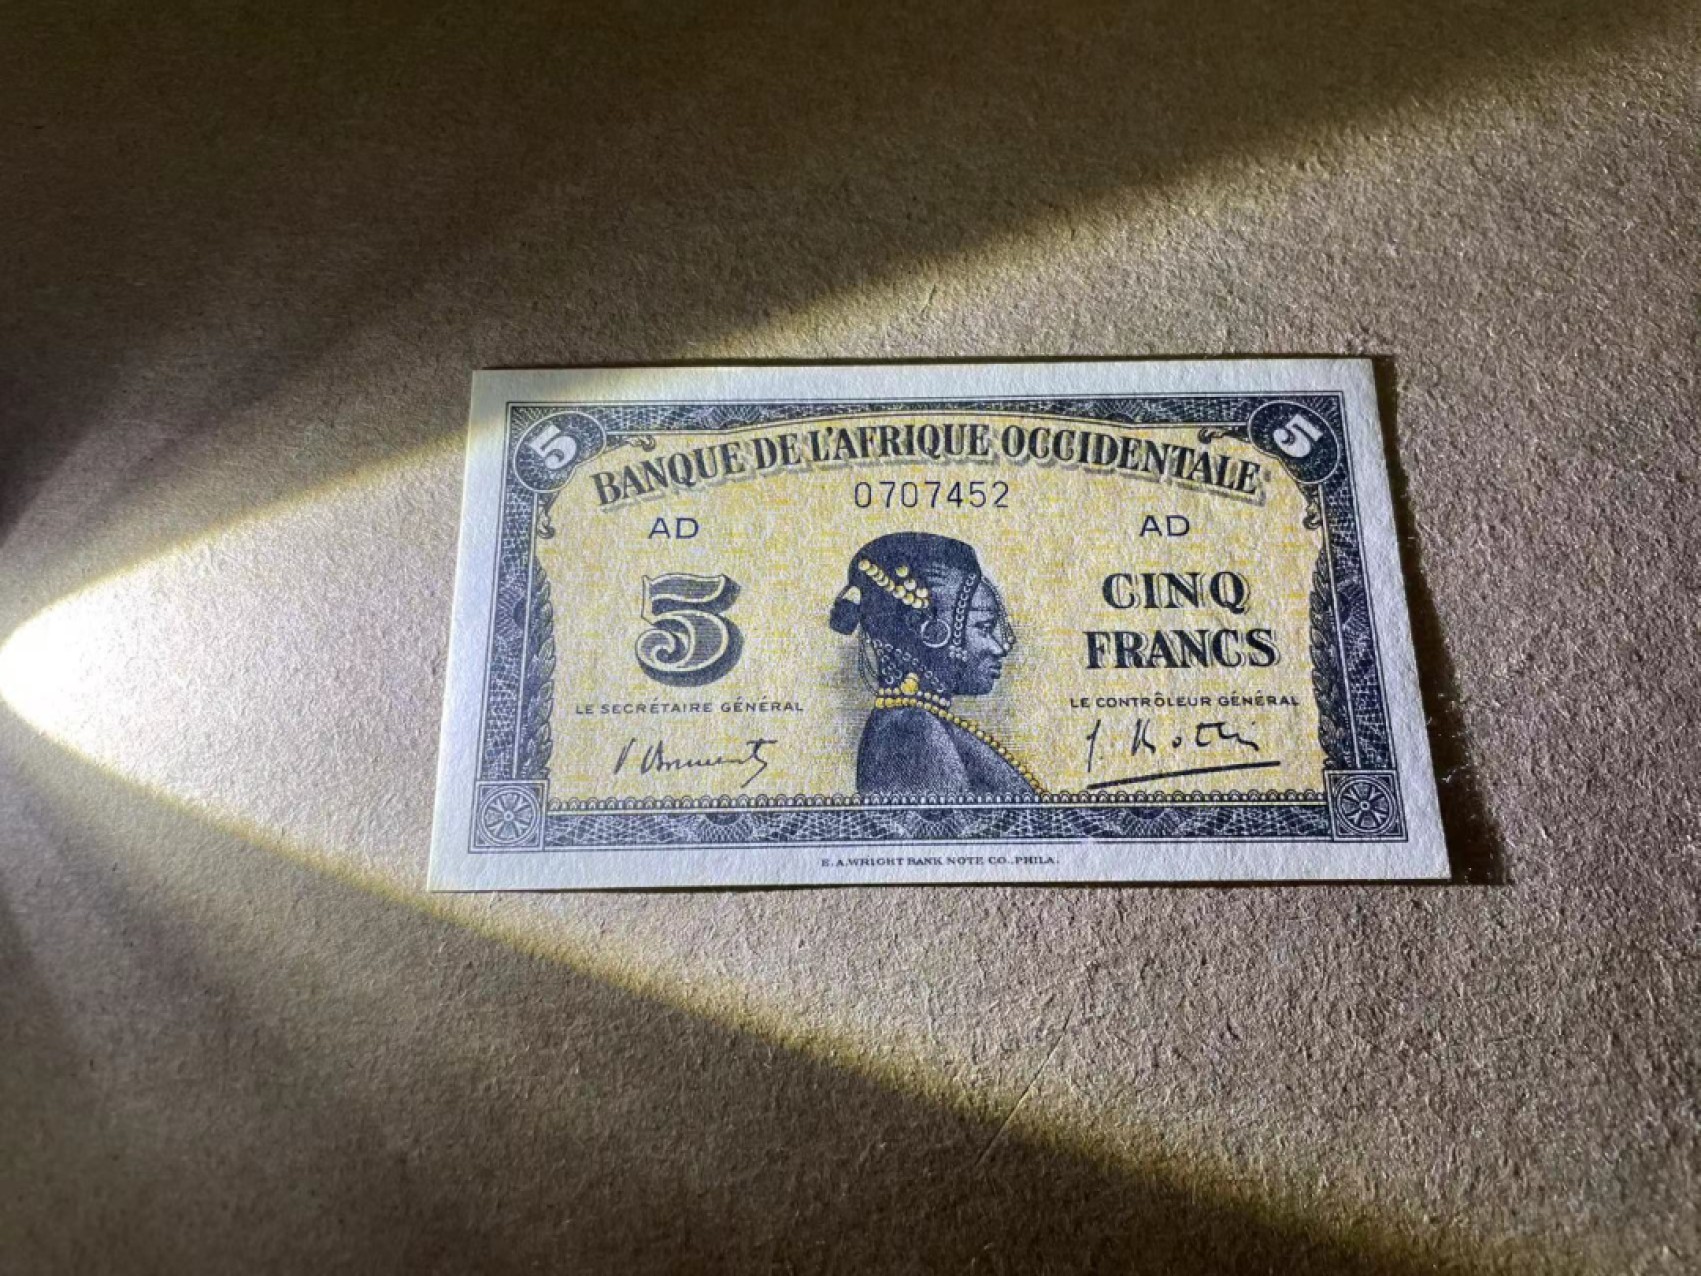 5 5
BANQUE DE L'AFRIQUE OCCIDENTALE
0707452
AD AD
5 CINQ
FRANCS
LE SECRÉTAIRE GÉNÉRAL LE CONTRÔLEUR GÉNÉRAL
E.A.WRIGHT BANK NOTE CO.,PHILA.